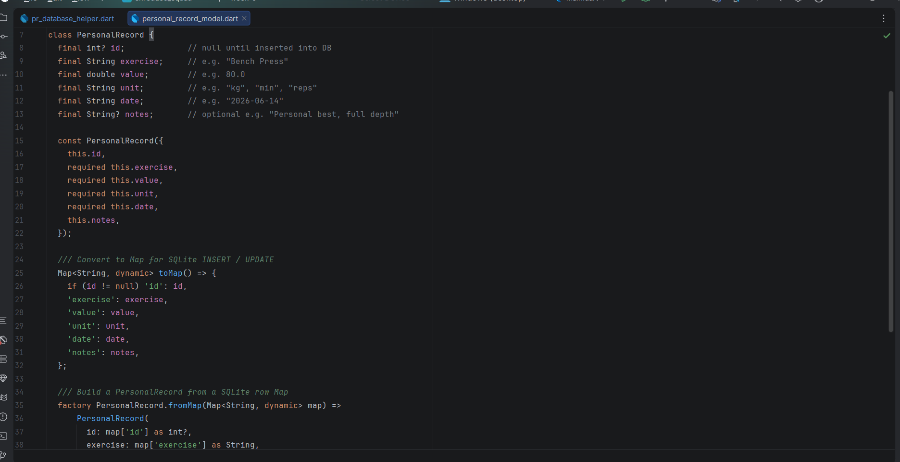 pr_database_helper.dart
personal_record_model.dart ×
7 class PersonalRecord {
8 final int? id; // null until inserted into DB
9 final String exercise; // e.g. "Bench Press"
10 final double value; // e.g. 80.0
11 final String unit; // e.g. "kg", "min", "reps"
12 final String date; // e.g. "2026-06-14"
13 final String? notes; // optional e.g. "Personal best, full depth"
14
15 const PersonalRecord({
16 this.id,
17 required this.exercise,
18 required this.value,
19 required this.unit,
20 required this.date,
21 this.notes,
22 });
23
24 /// Convert to Map for SQLite INSERT / UPDATE
25 Map<String, dynamic> toMap() => {
26 if (id != null) 'id': id,
27 'exercise': exercise,
28 'value': value,
29 'unit': unit,
30 'date': date,
31 'notes': notes,
32 };
33
34 /// Build a PersonalRecord from a SQLite row Map
35 factory PersonalRecord.fromMap(Map<String, dynamic> map) =>
36 PersonalRecord(
37 id: map['id'] as int?,
38 exercise: map['exercise'] as String,